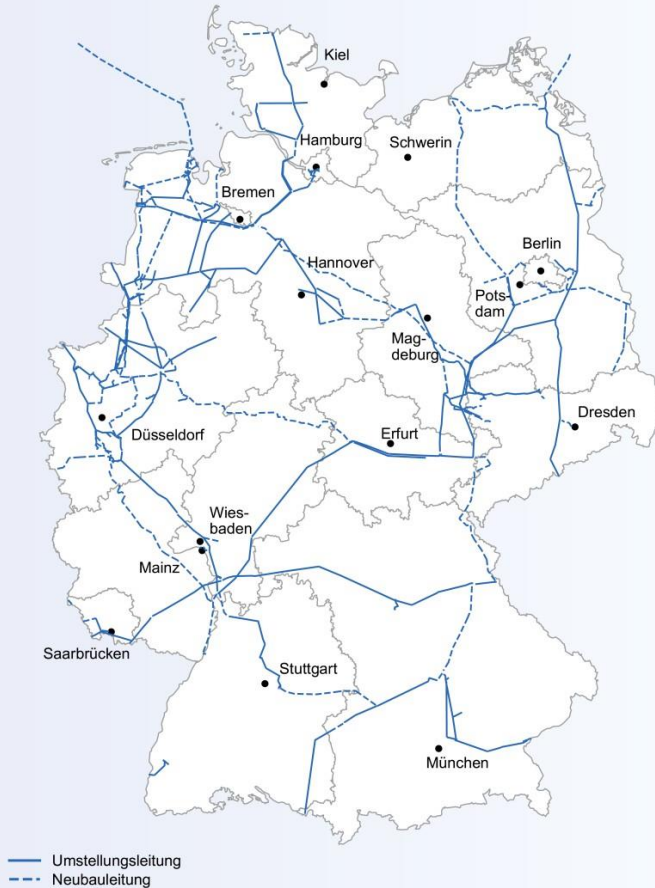 Kiel
Hamburg
Schwerin
Bremen
Hannover
Berlin
Pots-
dam
Mag-
deburg
Düsseldorf
Erfurt
Dresden
Wies-
baden
Mainz
Saarbrücken
Stuttgart
München
Umstellungsleitung
Neubauleitung